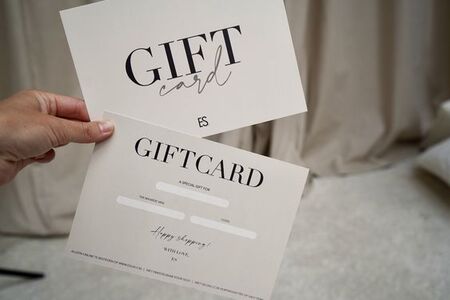 GIFT
card
ES
GIFTCARD
A SPECIAL GIFT FOR
Happy shopping!
WITH LOVE,
ES